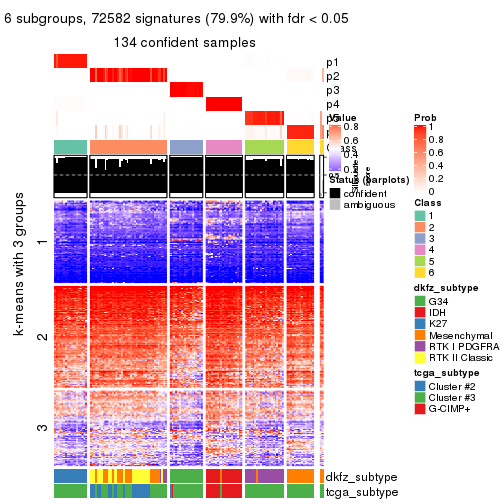 6 subgroups, 72582 signatures (79.9%) with fdr < 0.05
134 confident samples
p1
p2
p3
p4
k-means with 3 groups
1
2
3
Value
0.8
0.6
0.4
0.2
Status (barplots)
confident
ambiguous
Prob
1
0.8
0.6
0.4
0.2
0
Class
1
2
3
4
5
6
dkfz_subtype
G34
IDH
K27
Mesenchymal
RTK I PDGFRA
RTK II Classic
tcga_subtype
Cluster #2
Cluster #3
G-CIMP+
dkfz_subtype
tcga_subtype